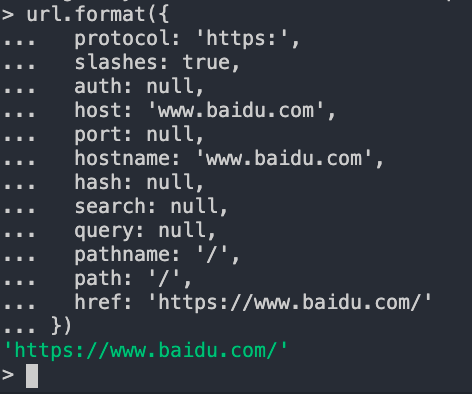 > url.format({
...   protocol: 'https:',
...   slashes: true,
...   auth: null,
...   host: 'www.baidu.com',
...   port: null,
...   hostname: 'www.baidu.com',
...   hash: null,
...   search: null,
...   query: null,
...   pathname: '/',
...   path: '/',
...   href: 'https://www.baidu.com/'
... })
'https://www.baidu.com/'
>